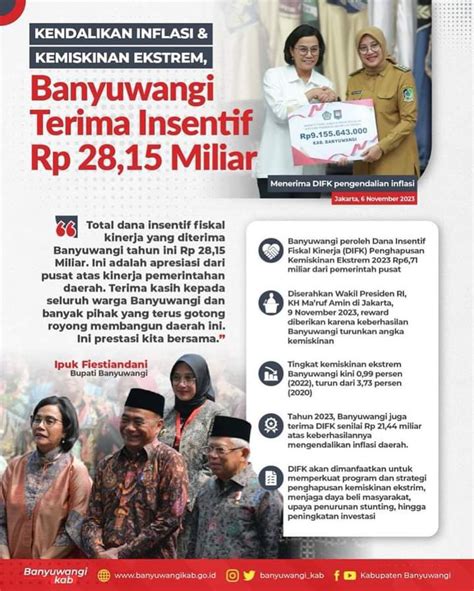 KENDALIKAN INFLASI &
KEMISKINAN EKSTREM,
Banyuwangi
Terima Insentif
Rp 28,15 Miliar
Rp9.155.643.000
KAB. BANYUWANGI
Menerima DIFK pengendalian inflasi
Jakarta, 6 November 2023
Total dana insentif fiskal
kinerja yang diterima
Banyuwangi tahun ini Rp 28,15
Miliar. Ini adalah apresiasi dari
pusat atas kinerja pemerintahan
daerah. Terima kasih kepada
seluruh warga Banyuwangi dan
banyak pihak yang terus gotong
royong membangun daerah ini.
Ini prestasi kita bersama.”
Ipuk Fiestiandani
Bupati Banyuwangi
Banyuwangi peroleh Dana Insentif
Fiskal Kinerja (DIFK) Penghapusan
Kemiskinan Ekstrem 2023 Rp6,71
miliar dari pemerintah pusat
Diserahkan Wakil Presiden RI,
KH Ma'ruf Amin di Jakarta,
9 November 2023, reward
diberikan karena keberhasilan
Banyuwangi turunkan angka
kemiskinan
Tingkat kemiskinan ekstrem
Banyuwangi kini 0,99 persen
(2022), turun dari 3,73 persen
(2020)
Tahun 2023, Banyuwangi juga
terima DIFK senilai Rp 21,44 miliar
atas keberhasilannya
mengendalikan inflasi daerah.
DIFK akan dimanfaatkan untuk
memperkuat program dan strategi
penghapusan kemiskinan ekstrim,
menjaga daya beli masyarakat,
upaya penurunan stunting, hingga
peningkatan investasi
Banyuwangi
kab
www.banyuwangikab.go.id
banyuwangi_kab
Kabupaten Banyuwangi